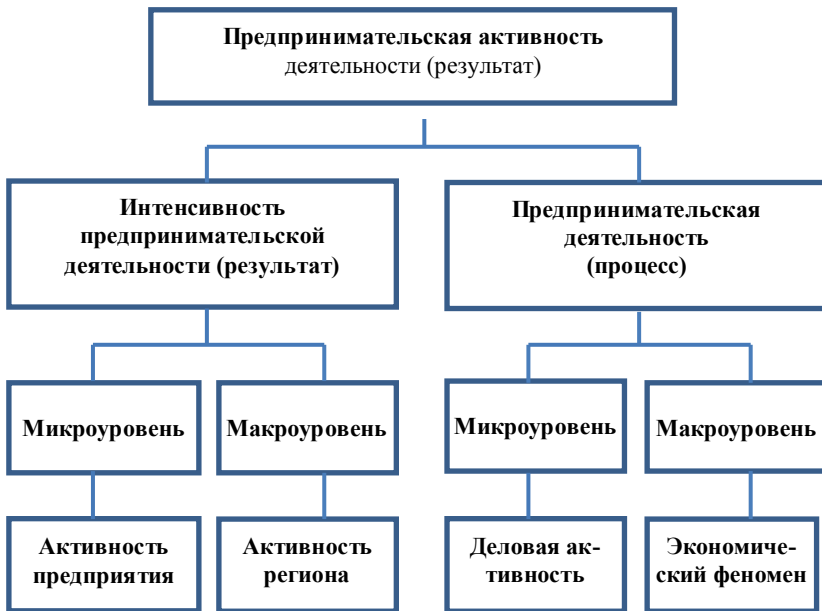 Предпринимательская активность
деятельности (результат)
Интенсивность
предпринимательской
деятельности (результат)
Предпринимательская
деятельность
(процесс)
Микроуровень
Макроуровень
Микроуровень
Макроуровень
Активность
предприятия
Активность
региона
Деловая ак-
тивность
Экономиче-
ский феномен